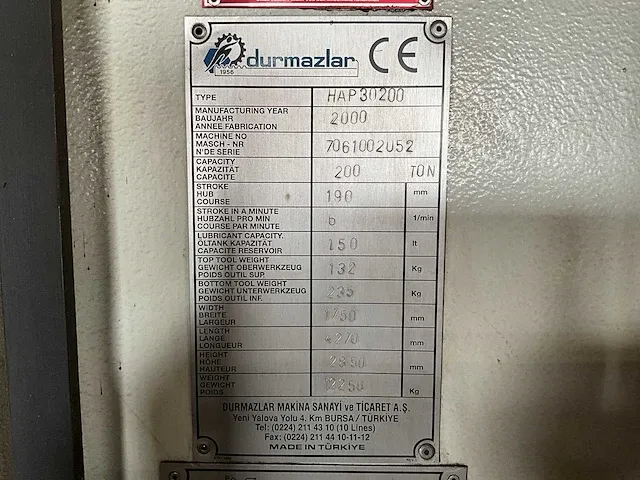 durmazlar CE
1956
TYPE HAP30200
MANUFACTURING YEAR
BAUJAHR 2000
ANNEE FABRICATION
MACHINE NO
MASCH - NR 7061002052
N'DE SERIE
CAPACITY
KAPAZITÄT 200 TON
CAPACITE
STROKE
HUB 190 mm
COURSE
STROKE IN A MINUTE
HUBZAHL PRO MIN 6 1/min
COURSE PAR MINUTE
LUBRICANT CAPACITY.
ÖLTANK KAPAZITÄT 150 lt
CAPACITE RESERVOIR
TOP TOOL WEIGHT
GEWICHT OBERWERKZEUG 132 Kg
POIDS OUTIL SUP.
BOTTOM TOOL WEIGHT
GEWICHT UNTERWERKZEUG 235 Kg
POIDS OUTIL INF.
WIDTH
BREITE 1750 mm
LARGEUR
LENGTH
LANGE mm
LONGUEUR
HEIGHT
HÖHE 2850 mm
HAUTEUR
WEIGHT
GEWICHT 12250 Kg
POIDS
DURMAZLAR MAKİNA SANAYİ ve TİCARET A.Ş.
Yeni Yalova Yolu 4. Km BURSA / TÜRKİYE
Tel: (0224) 211 43 10 (10 Lines)
Fax: (0224) 211 44 10-11-12
MADE IN TÜRKİYE